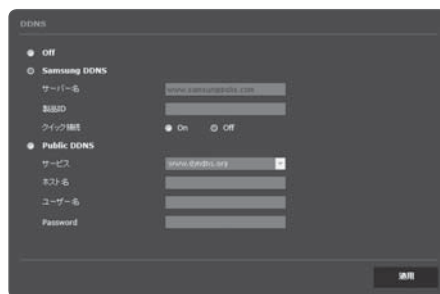 DDNS
Off
Samsung DDNS
サーバー名 www.samsungddns.com
製品ID
クイック接続 On Off
Public DDNS
サービス www.dyndns.org
ホスト名
ユーザー名
Password
適用